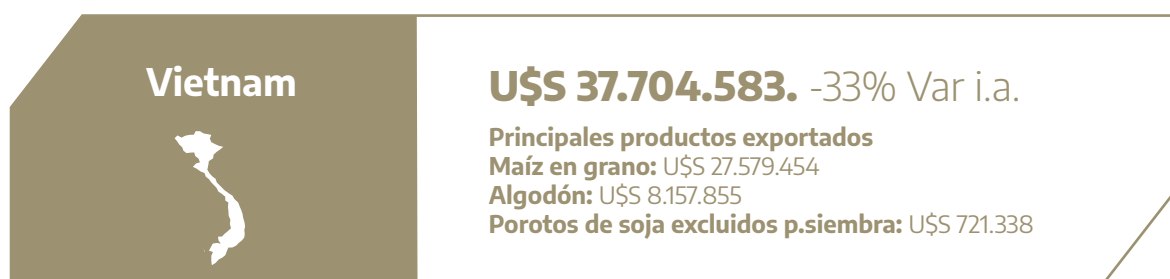 Vietnam
U$S 37.704.583. -33% Var i.a.
Principales productos exportados
Maíz en grano: U$S 27.579.454
Algodón: U$S 8.157.855
Porotos de soja excluidos p.siembra: U$S 721.338